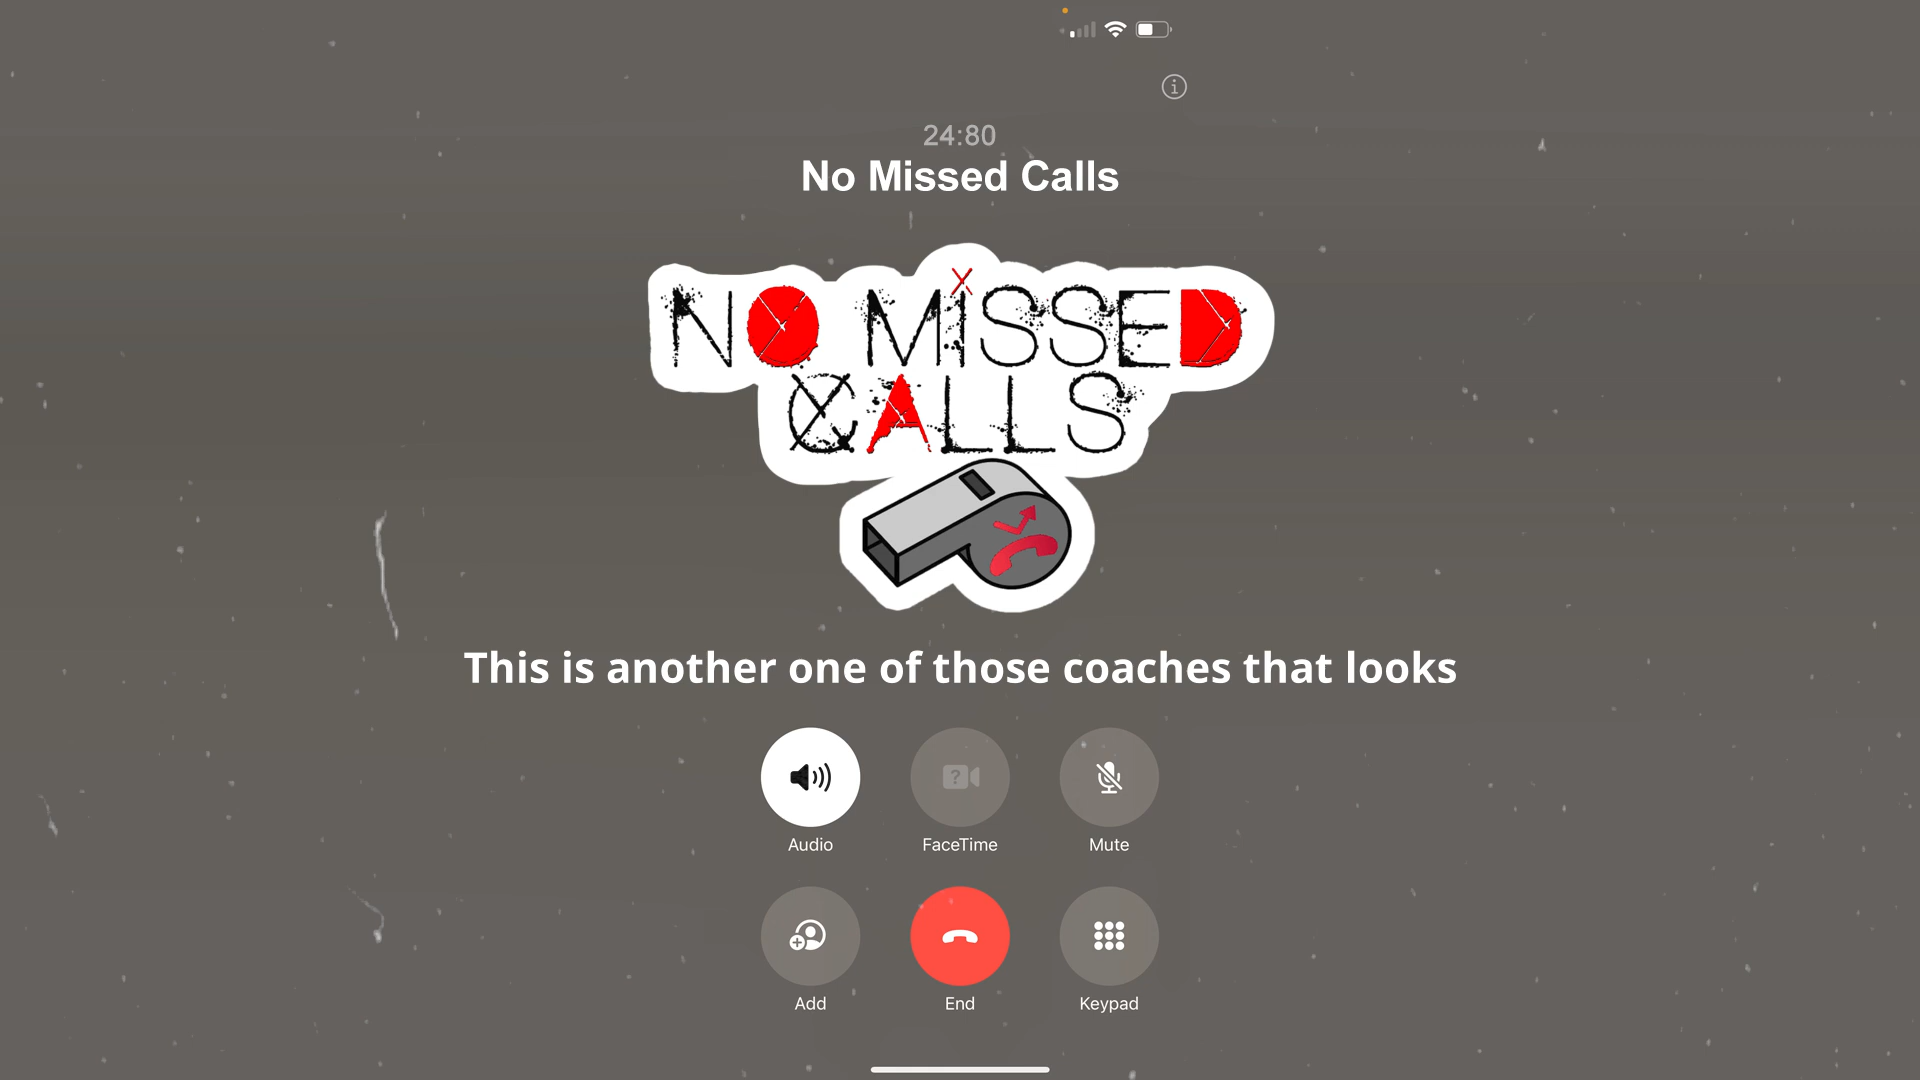 24:80
No Missed Calls
NO MiSSED
CALLS
This is another one of those coaches that looks
Audio
FaceTime
Mute
Add
End
Keypad